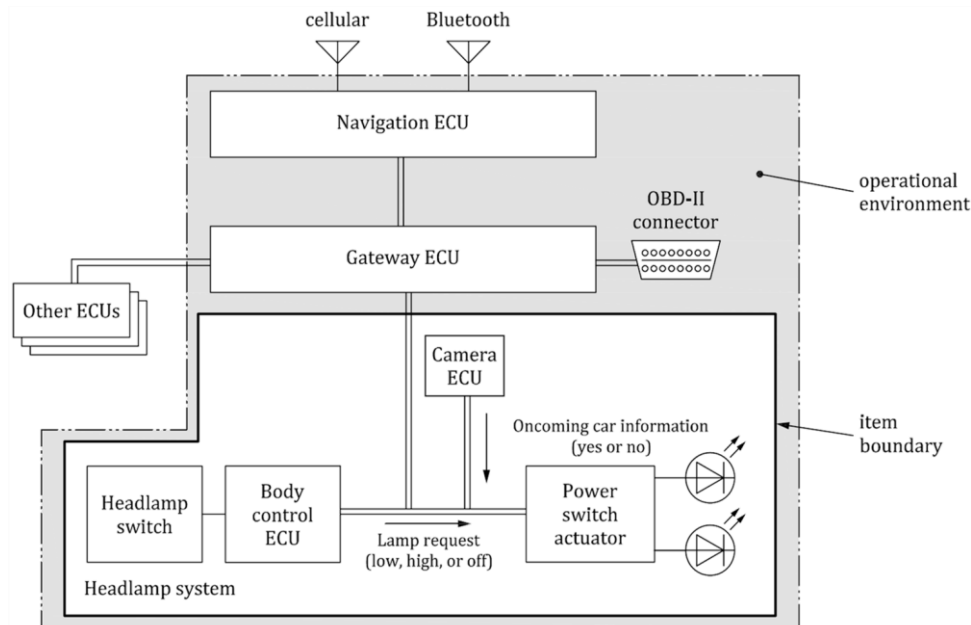 cellular
Bluetooth
Navigation ECU
operational
environment
OBD-II
connector
Gateway ECU
Other ECUs
Camera
ECU
Oncoming car information
(yes or no)
item
boundary
Headlamp
switch
Body
control
ECU
Power
switch
actuator
Lamp request
(low, high, or off)
Headlamp system